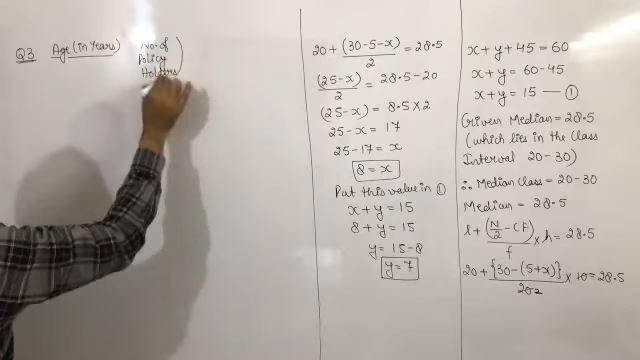 Q3 Age (in Years) No. of
Policy
Holders
20 + (30-5-x)/2 = 28.5
(25-x)/2 = 28.5-20
(25-x) = 8.5×2
25-x = 17
25-17 = x
8 = x
Put this value in ①
x+y = 15
8+y = 15
y = 15-8
y = 7
x+y+45 = 60
x+y = 60-45
x+y = 15 — ①
Given Median = 28.5
(which lies in the Class
Interval 20-30)
∴ Median Class = 20-30
Median = 28.5
l + (N/2 - CF)/f × h = 28.5
20 + {30-(5+x)}/20 2 × 10 = 28.5